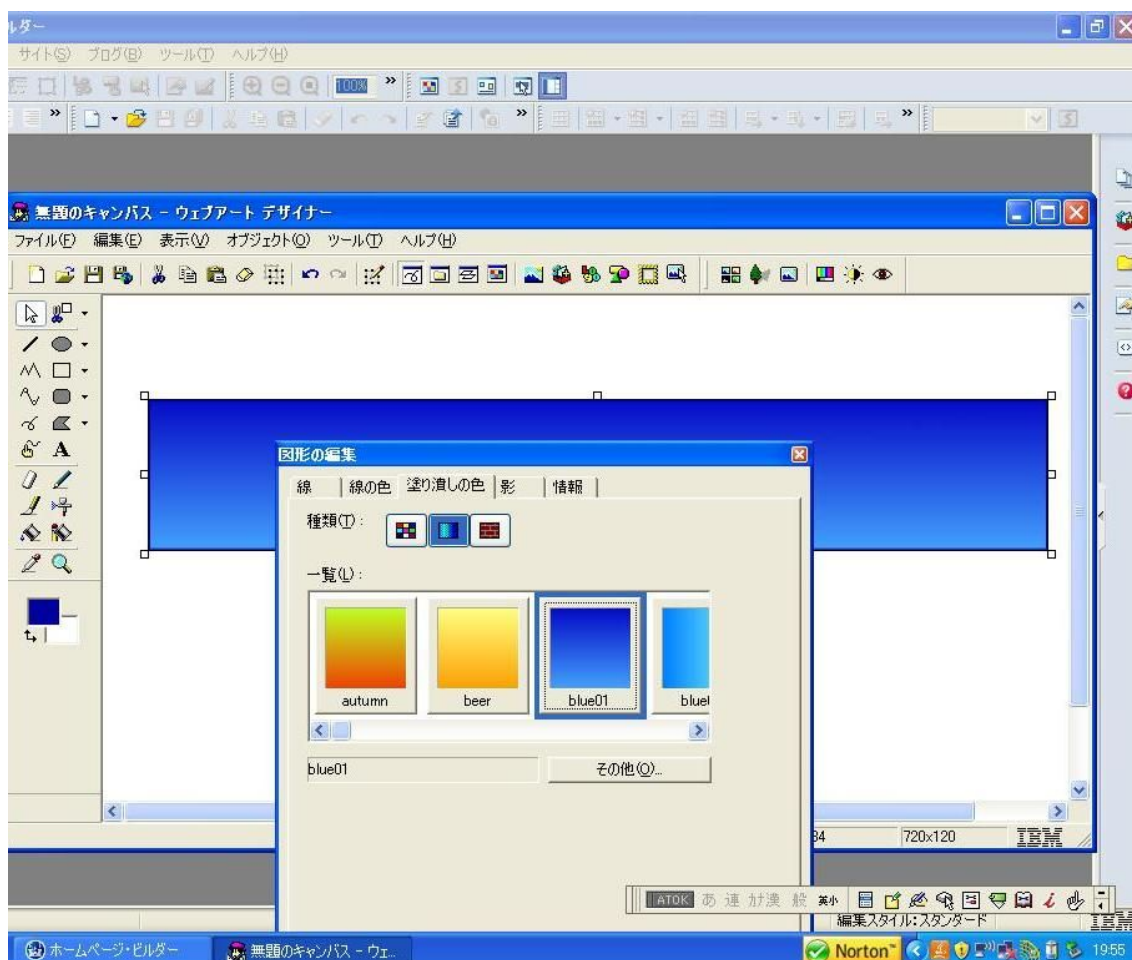 ルダー
サイト(S) ブログ(B) ツール(T) ヘルプ(H)
100%
無題のキャンバス - ウェブアート デザイナー
ファイル(F) 編集(E) 表示(V) オブジェクト(O) ツール(T) ヘルプ(H)
A
図形の編集
線 線の色 塗り潰しの色 影 情報
種類(T):
一覧(L):
autumn beer blue01 blue
blue01 その他(O)...
84 720×120 IBM
ATOK あ 連 カナ漢 般 英小
編集スタイル:スタンダード IBM
ホームページ・ビルダー 無題のキャンバス - ウェ... Norton 19:55